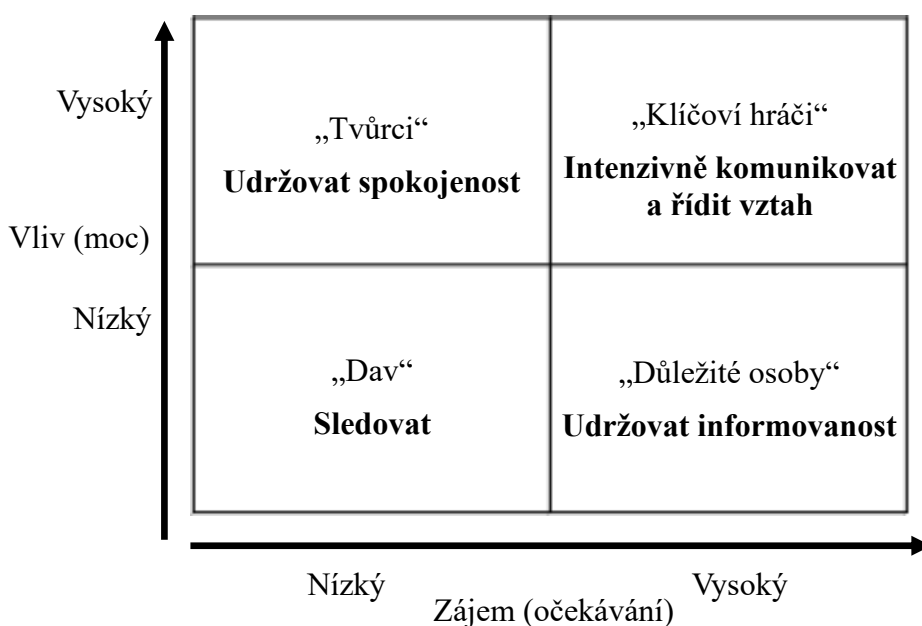 Vysoký
Vliv (moc)
Nízký
„Tvůrci“
Udržovat spokojenost
„Klíčoví hráči“
Intenzivně komunikovat
a řídit vztah
„Dav“
Sledovat
„Důležité osoby“
Udržovat informovanost
Nízký
Vysoký
Zájem (očekávání)